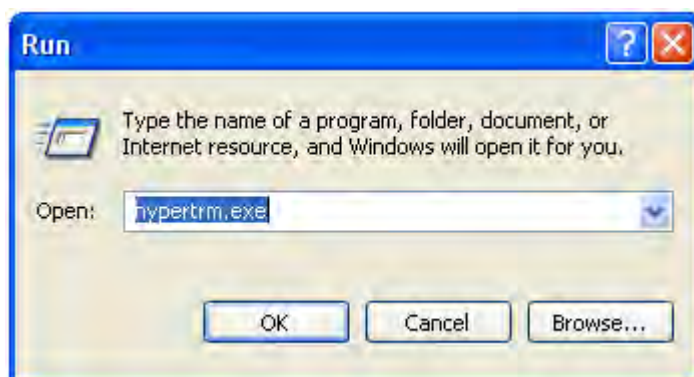 Run
Type the name of a program, folder, document, or
Internet resource, and Windows will open it for you.
Open: hypertrm.exe
OK Cancel Browse...